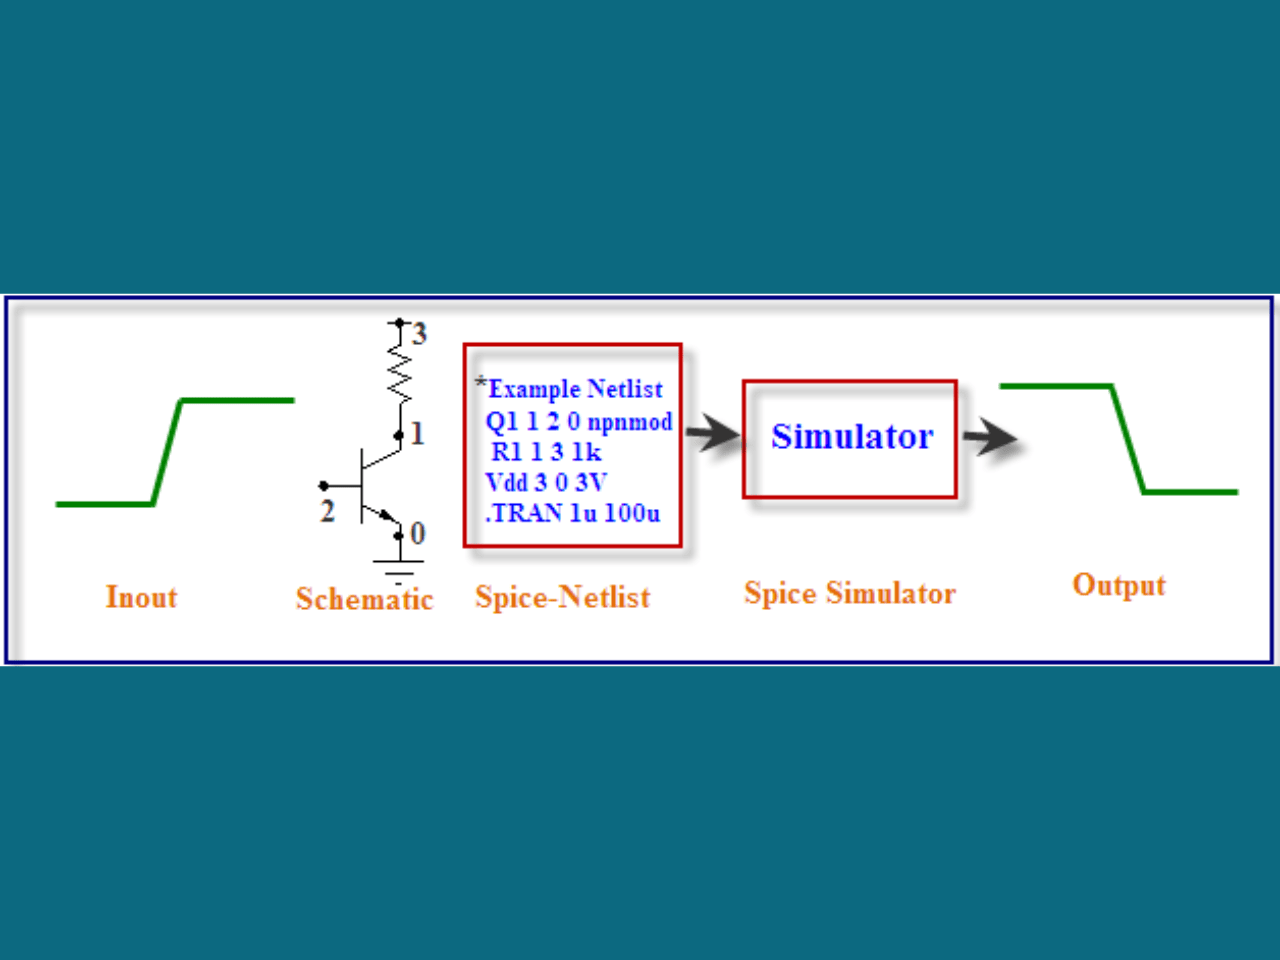 3
1
2
0
*Example Netlist
Q1 1 2 0 npnmod
R1 1 3 1k
Vdd 3 0 3V
.TRAN 1u 100u
Simulator
Inout
Schematic
Spice-Netlist
Spice Simulator
Output